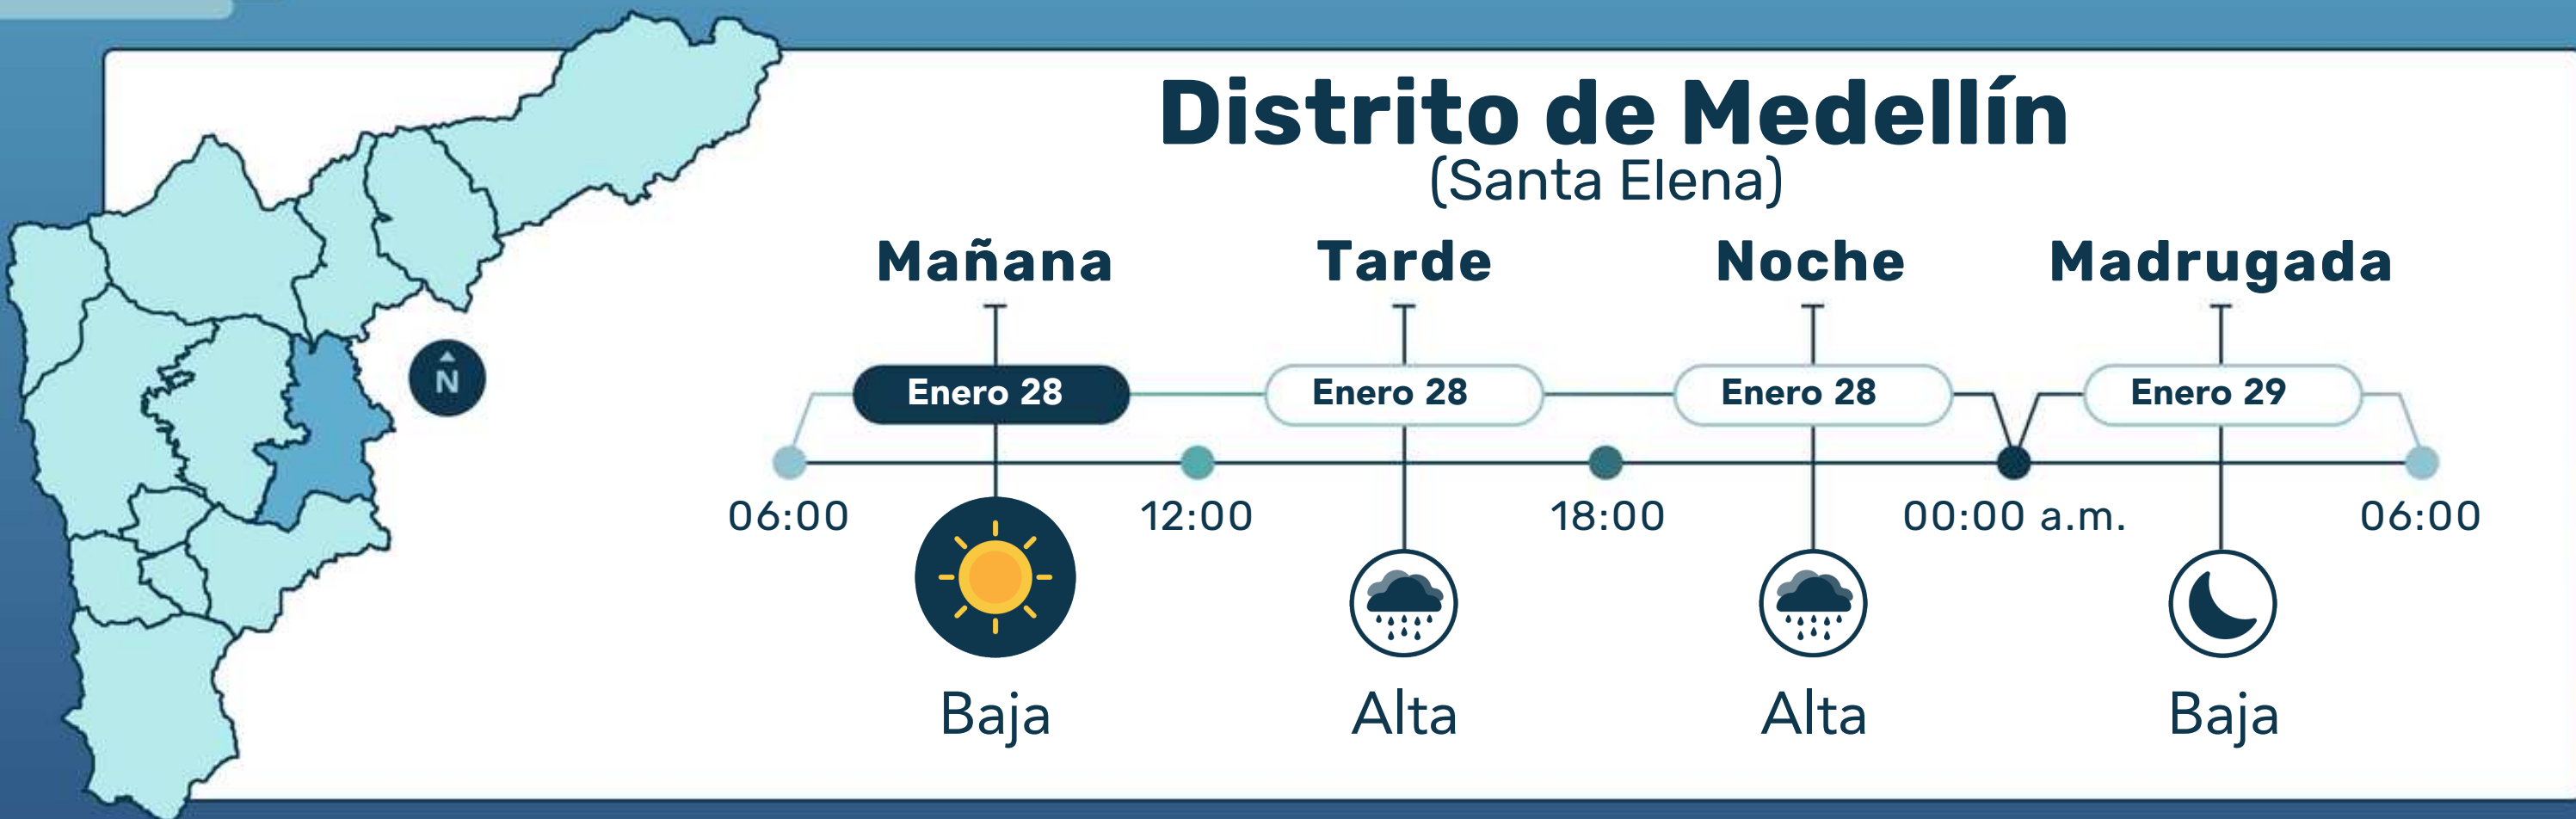 Distrito de Medellín
(Santa Elena)
Mañana Tarde Noche Madrugada
Enero 28 Enero 28 Enero 28 Enero 29
N
06:00 12:00 18:00 00:00 a.m. 06:00
Baja Alta Alta Baja